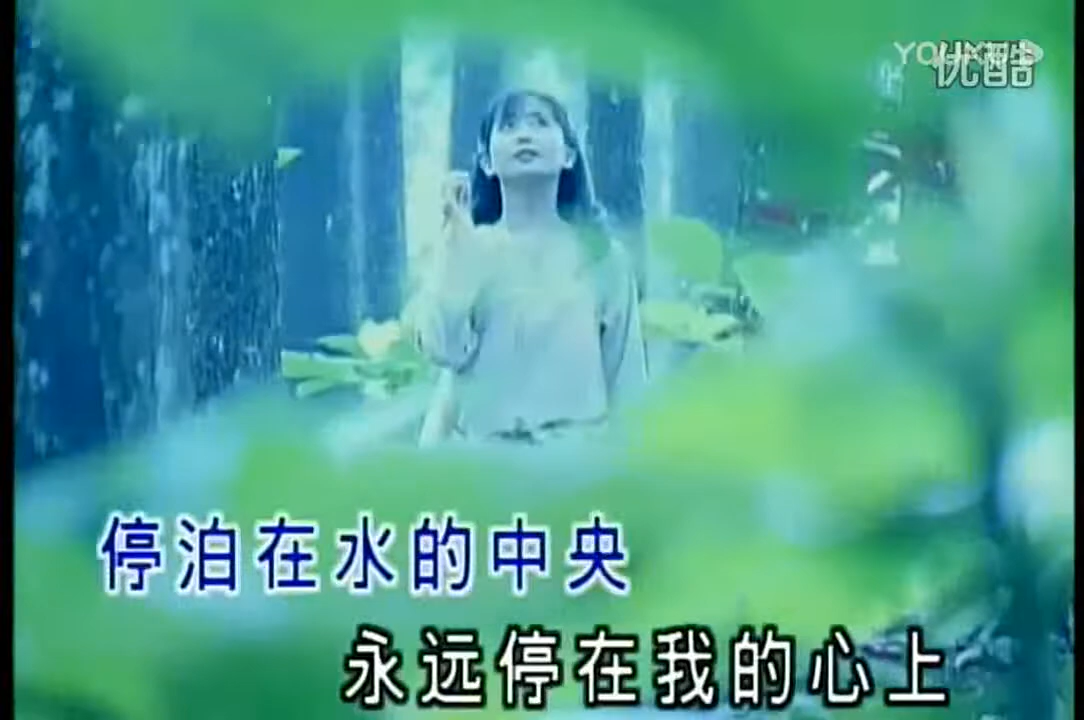 优酷
停泊在水的中央
永远停在我的心上